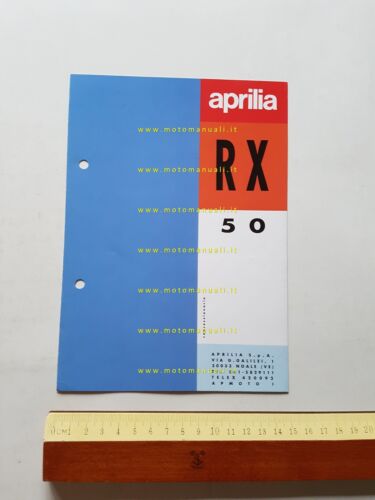 aprilia
www.motomanuali.it
RX
www.motomanuali.it
50
www.motomanuali.it
www.motomanuali.it
www.motomanuali.it
APRILIA S.p.A.
VIA G.GALILEI, 1
30033 NOALE (VE)
TELEX 420095
APMOTO I
www.motomanuali.it
0 CM 1 2 3 4 5 6 7 8 9 10 11 12 13 14 15 16 17 18 19 20